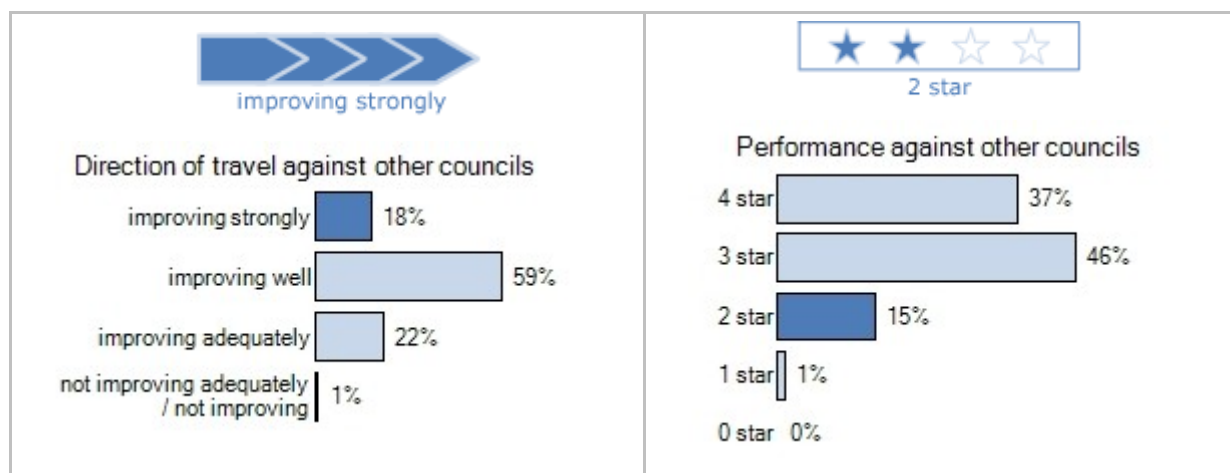 improving strongly
Direction of travel against other councils
improving strongly 18%
improving well 59%
improving adequately 22%
not improving adequately
/ not improving 1%
2 star
Performance against other councils
4 star 37%
3 star 46%
2 star 15%
1 star 1%
0 star 0%